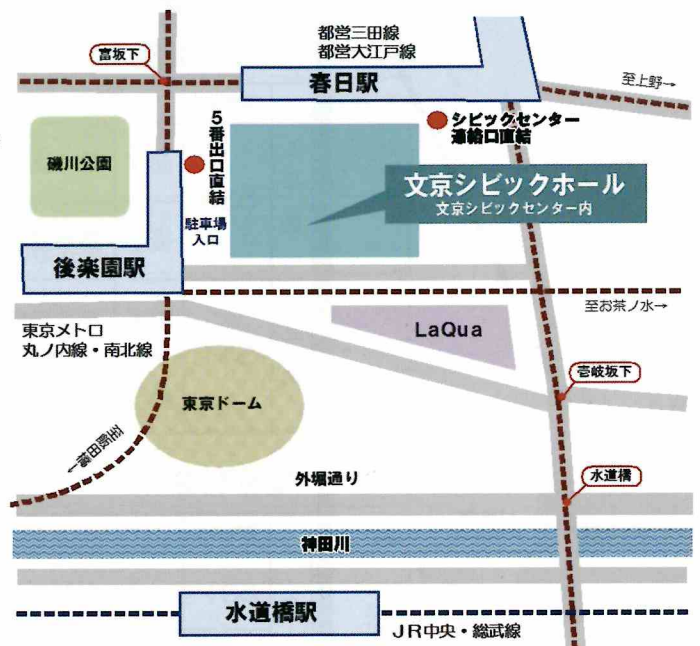 都営三田線
都営大江戸線
富坂下
春日駅
至上野→
5番出口直結
シビックセンター
連絡口直結
礫川公園
文京シビックホール
文京シビックセンター内
駐車場
入口
後楽園駅
至お茶ノ水→
東京メトロ
丸ノ内線・南北線
LaQua
壱岐坂下
東京ドーム
至飯田橋→
外堀通り
水道橋
神田川
水道橋駅
JR中央・総武線